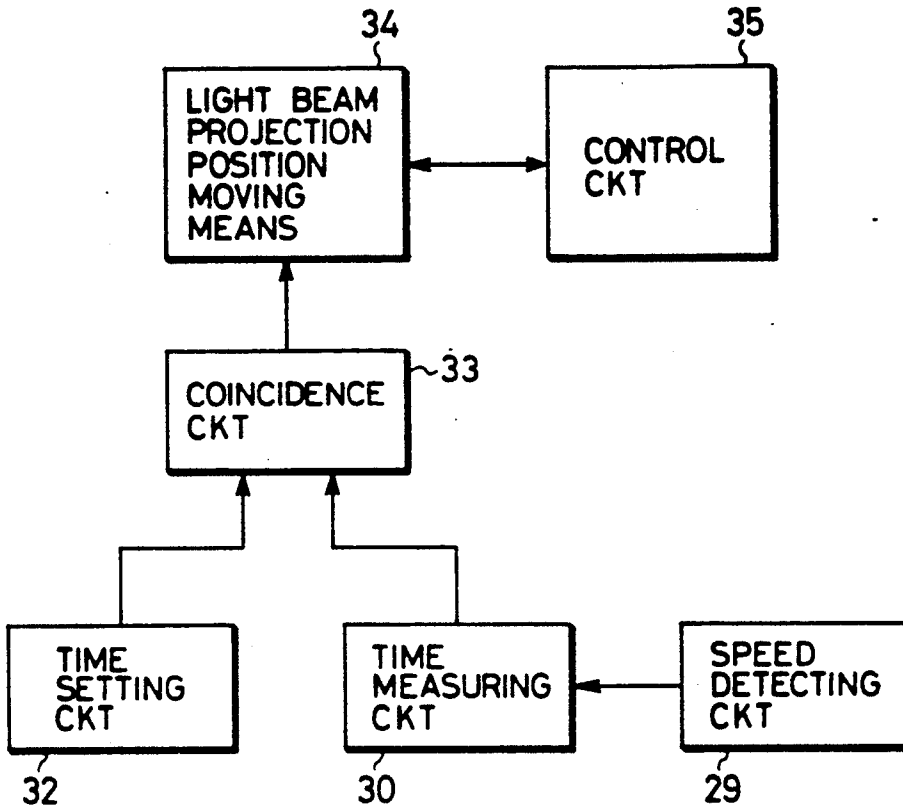 34
LIGHT BEAM
PROJECTION
POSITION
MOVING
MEANS
35
CONTROL
CKT
33
COINCIDENCE
CKT
TIME
SETTING
CKT
32
TIME
MEASURING
CKT
30
SPEED
DETECTING
CKT
29